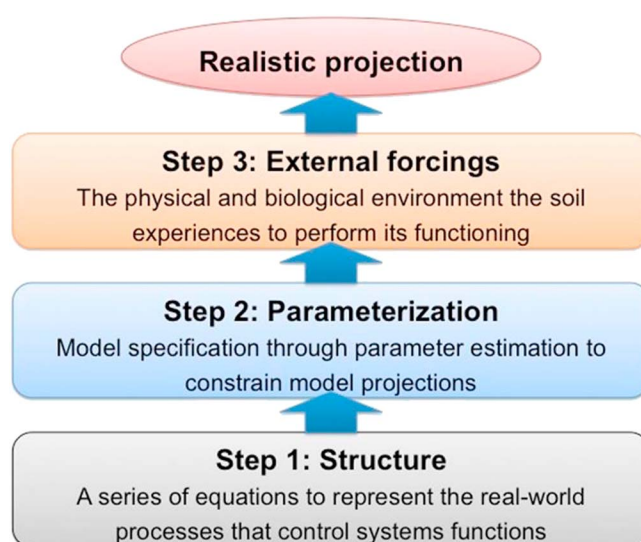 Realistic projection
Step 3: External forcings
The physical and biological environment the soil
experiences to perform its functioning
Step 2: Parameterization
Model specification through parameter estimation to
constrain model projections
Step 1: Structure
A series of equations to represent the real-world
processes that control systems functions